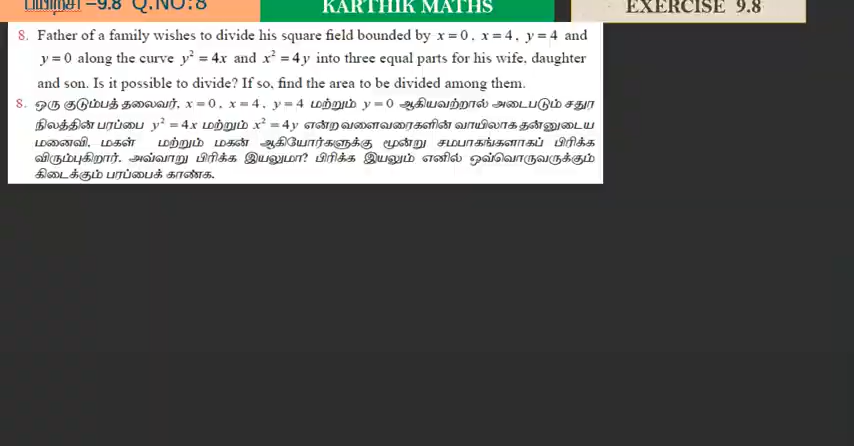 பயிற்சி –9.8 Q.NO:8 KARTHIK MATHS EXERCISE 9.8
8. Father of a family wishes to divide his square field bounded by x = 0, x = 4, y = 4 and
y = 0 along the curve y² = 4x and x² = 4y into three equal parts for his wife, daughter
and son. Is it possible to divide? If so, find the area to be divided among them.
8. ஒரு குடும்பத் தலைவர், x = 0, x = 4, y = 4 மற்றும் y = 0 ஆகியவற்றால் அடைபடும் சதுர
நிலத்தின் பரப்பை y² = 4x மற்றும் x² = 4y என்ற வளைவரைகளின் வாயிலாக தன்னுடைய
மனைவி, மகள் மற்றும் மகன் ஆகியோர்களுக்கு மூன்று சமபாகங்களாகப் பிரிக்க
விரும்புகிறார். அவ்வாறு பிரிக்க இயலுமா? பிரிக்க இயலும் எனில் ஒவ்வொருவருக்கும்
கிடைக்கும் பரப்பைக் காண்க.